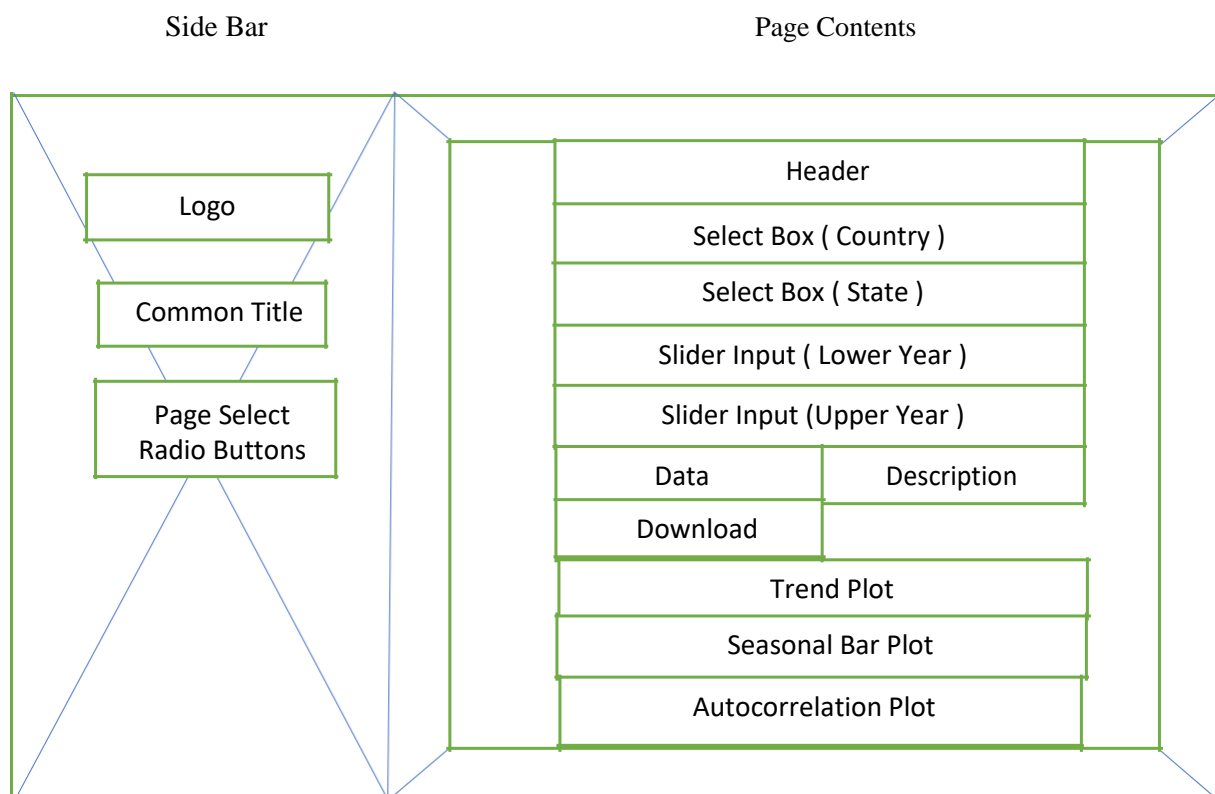 Side Bar
Page Contents
Logo
Common Title
Page Select
Radio Buttons
Header
Select Box ( Country )
Select Box ( State )
Slider Input ( Lower Year )
Slider Input (Upper Year )
Data
Description
Download
Trend Plot
Seasonal Bar Plot
Autocorrelation Plot